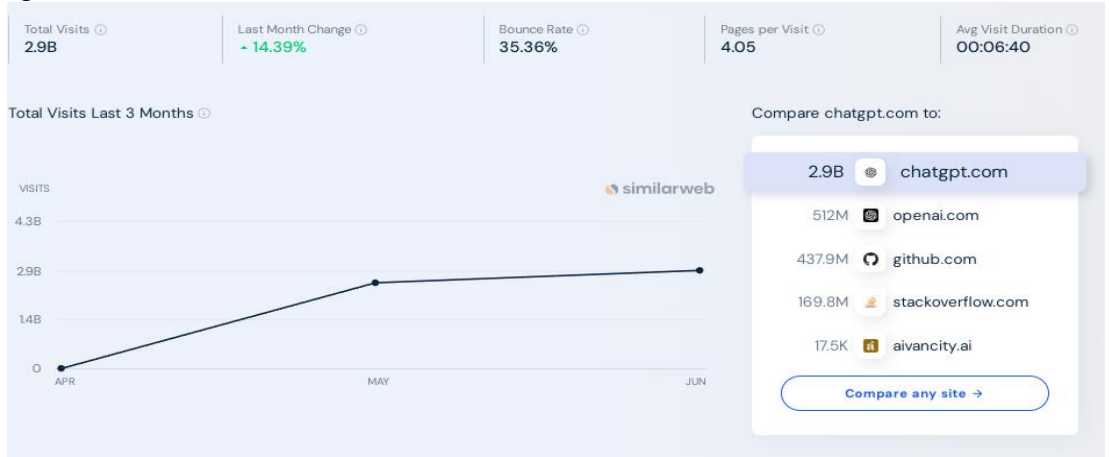 Total Visits
2.9B
Last Month Change
14.39%
Bounce Rate
35.36%
Pages per Visit
4.05
Avg Visit Duration
00:06:40
Total Visits Last 3 Months
VISITS
similarweb
4.3B
2.9B
1.4B
0
APR MAY JUN
Compare chatgpt.com to:
2.9B chatgpt.com
512M openai.com
437.9M github.com
169.8M stackoverflow.com
17.5K aivancity.ai
Compare any site →